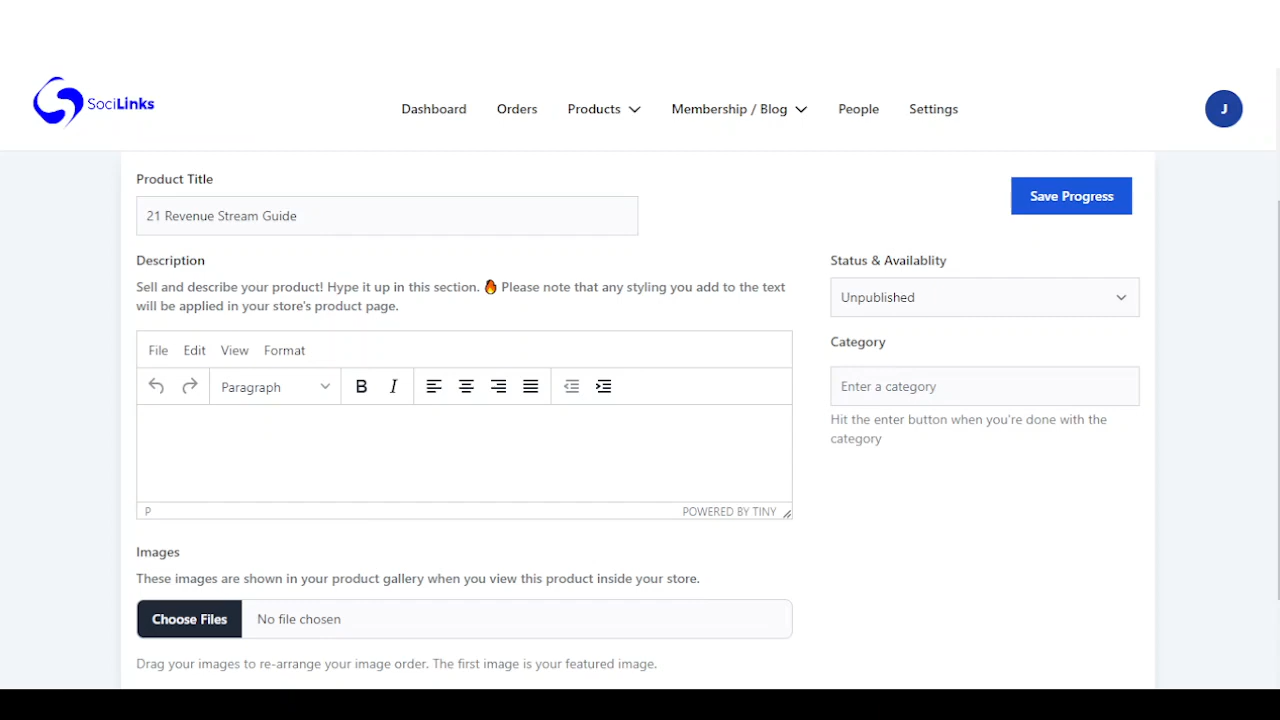 SociLinks
Dashboard
Orders
Products
Membership / Blog
People
Settings
J
Product Title
Save Progress
21 Revenue Stream Guide
Description
Status & Availablity
Sell and describe your product! Hype it up in this section. 🔥 Please note that any styling you add to the text
will be applied in your store's product page.
Unpublished
Category
File Edit View Format
Paragraph B I
Enter a category
Hit the enter button when you're done with the
category
P
POWERED BY TINY
Images
These images are shown in your product gallery when you view this product inside your store.
Choose Files No file chosen
Drag your images to re-arrange your image order. The first image is your featured image.